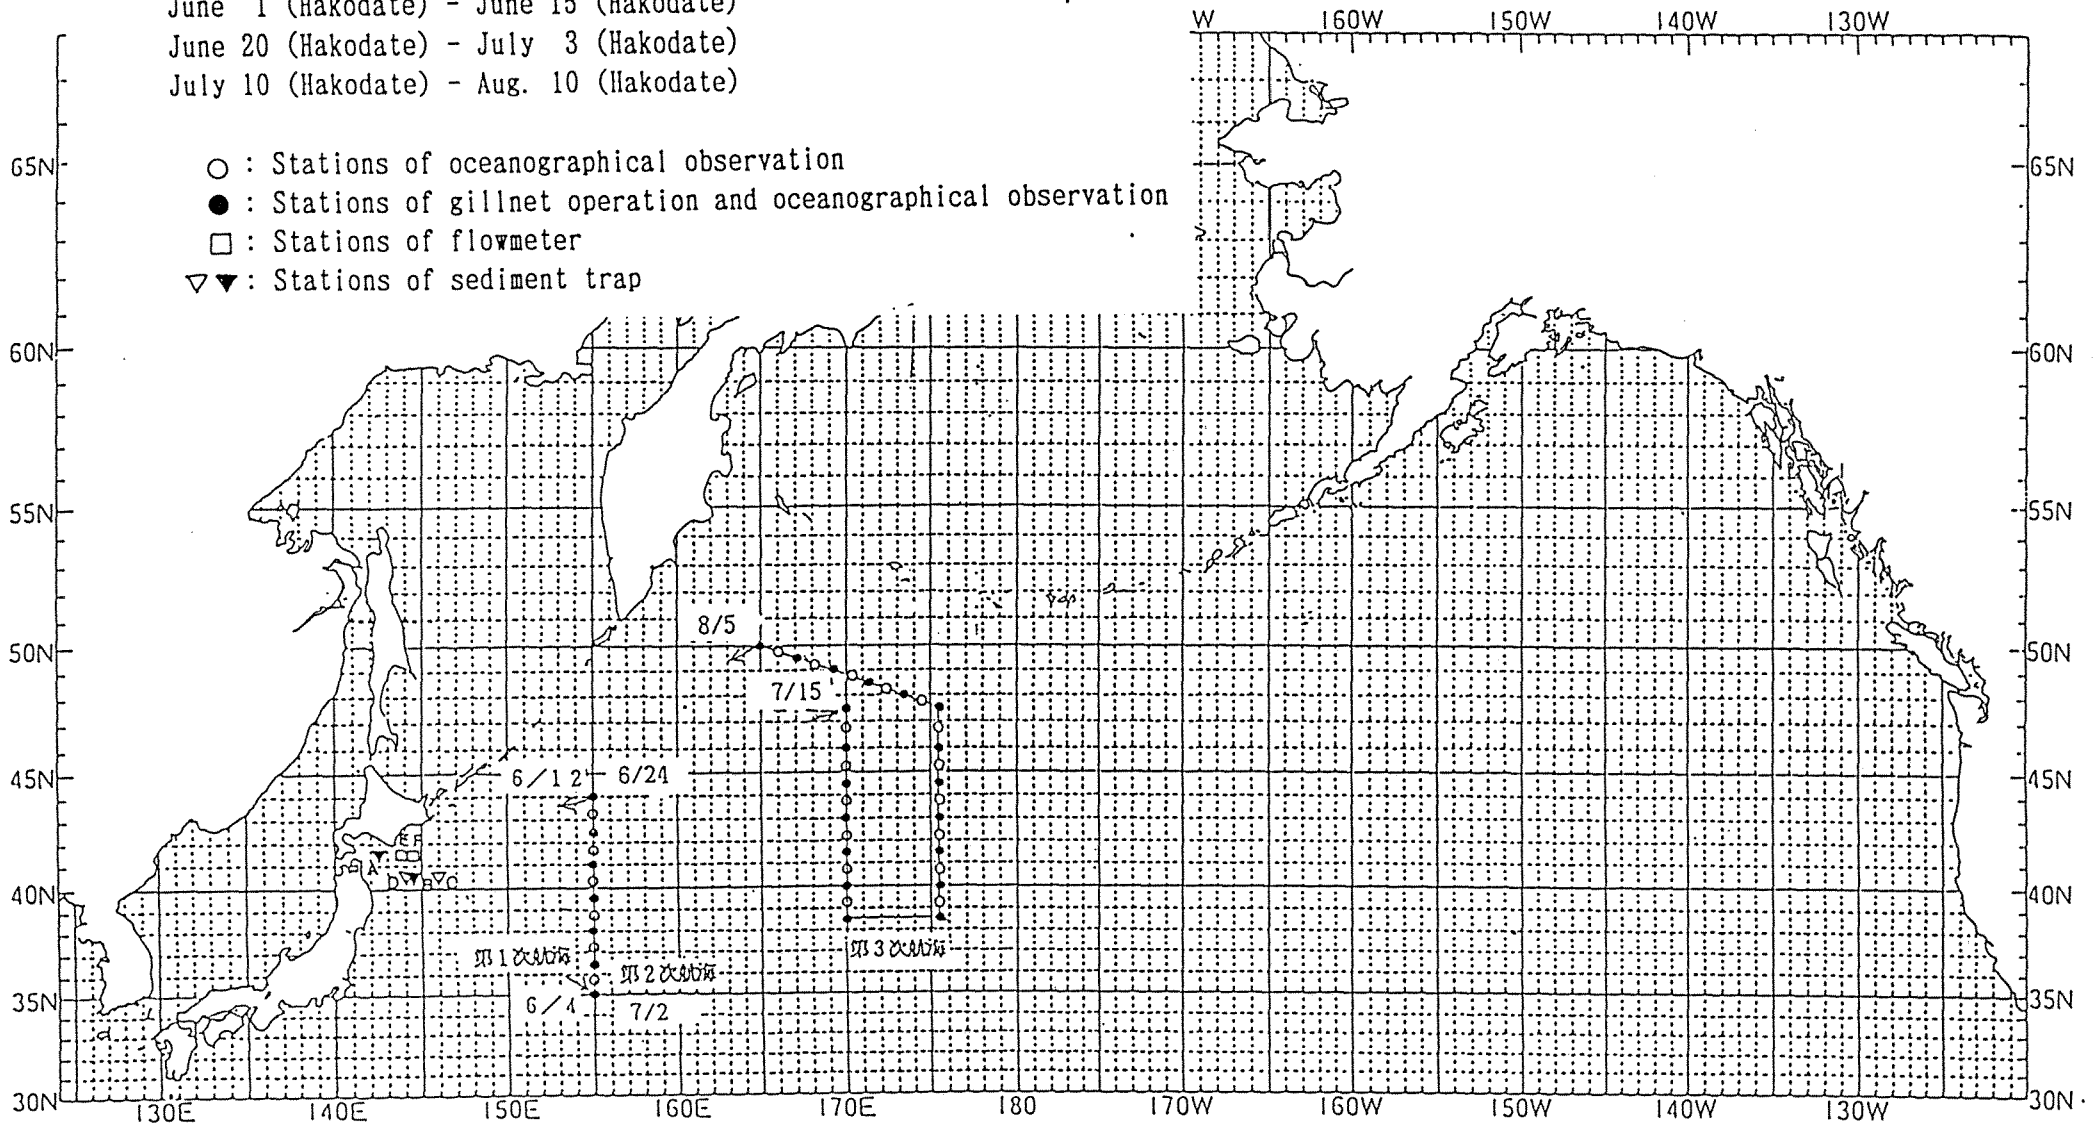 June 1 (Hakodate) - June 15 (Hakodate)
June 20 (Hakodate) - July 3 (Hakodate)
July 10 (Hakodate) - Aug. 10 (Hakodate)
○ : Stations of oceanographical observation
● : Stations of gillnet operation and oceanographical observation
□ : Stations of flowmeter
▽▼ : Stations of sediment trap
W 160W 150W 140W 130W
65N 65N
60N 60N
55N 55N
8/5
50N 50N
7/15
45N 6/12 6/24 45N
E F
A
D B C
40N 40N
第1次航海 第2次航海 第3次航海
35N 35N
6/4 7/2
30N 30N
130E 140E 150E 160E 170E 180 170W 160W 150W 140W 130W